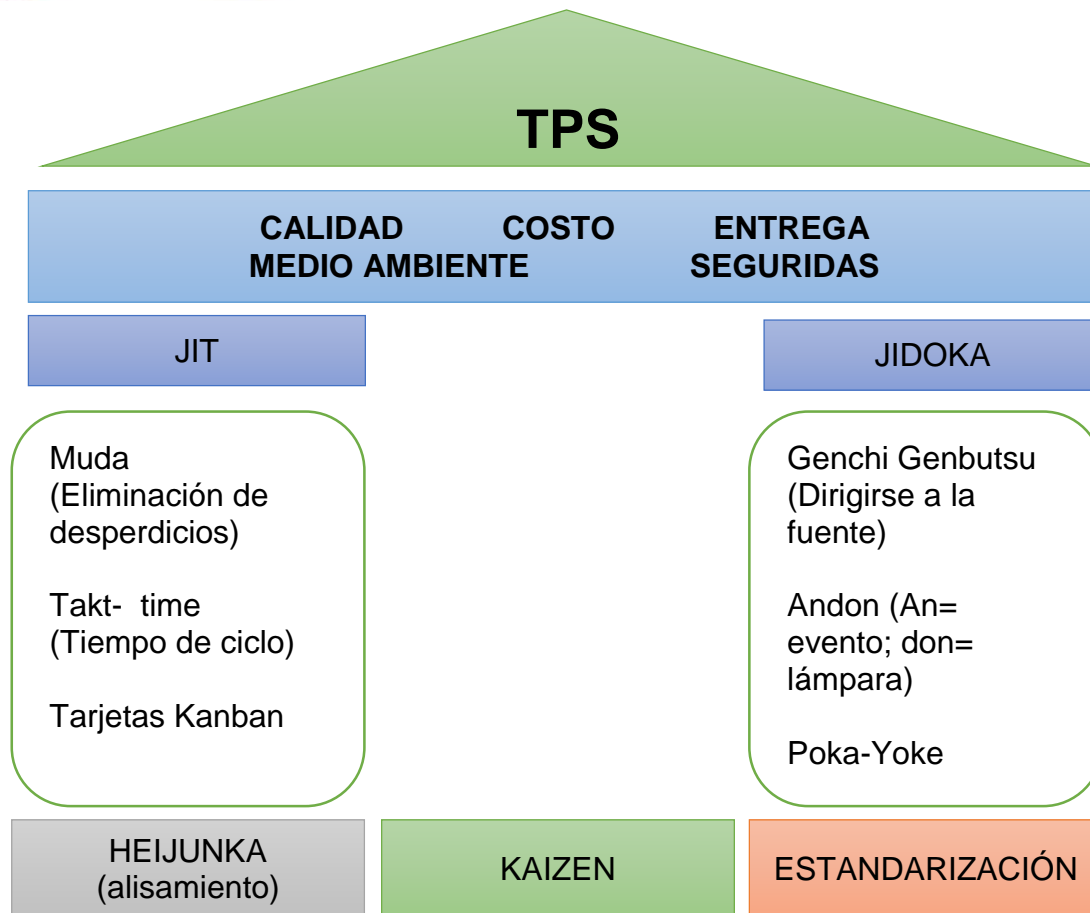 TPS
CALIDAD COSTO ENTREGA
MEDIO AMBIENTE SEGURIDAS
JIT
JIDOKA
Muda
(Eliminación de
desperdicios)
Takt- time
(Tiempo de ciclo)
Tarjetas Kanban
Genchi Genbutsu
(Dirigirse a la
fuente)
Andon (An=
evento; don=
lámpara)
Poka-Yoke
HEIJUNKA
(alisamiento)
KAIZEN
ESTANDARIZACIÓN